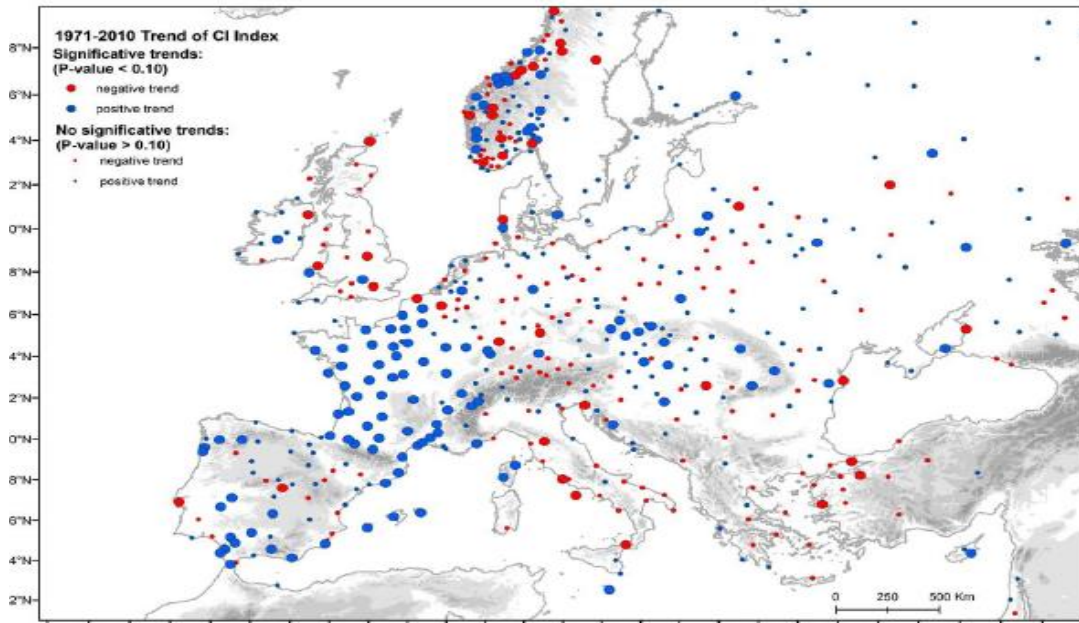 1971-2010 Trend of CI Index
Significative trends:
(P-value < 0.10)
negative trend
positive trend
No significative trends:
(P-value > 0.10)
negative trend
positive trend
8°N
6°N
4°N
2°N
0°N
8°N
6°N
4°N
2°N
0°N
8°N
6°N
4°N
2°N
0 250 500 Km